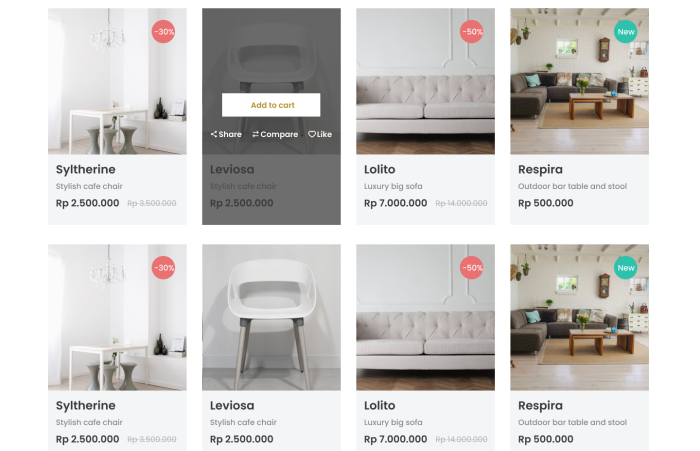 -30%
-50%
New
Add to cart
Share Compare Like
Syltherine
Stylish cafe chair
Rp 2.500.000 Rp 3.500.000
Leviosa
Stylish cafe chair
Rp 2.500.000
Lolito
Luxury big sofa
Rp 7.000.000 Rp 14.000.000
Respira
Outdoor bar table and stool
Rp 500.000
-30%
-50%
New
Syltherine
Stylish cafe chair
Rp 2.500.000 Rp 3.500.000
Leviosa
Stylish cafe chair
Rp 2.500.000
Lolito
Luxury big sofa
Rp 7.000.000 Rp 14.000.000
Respira
Outdoor bar table and stool
Rp 500.000